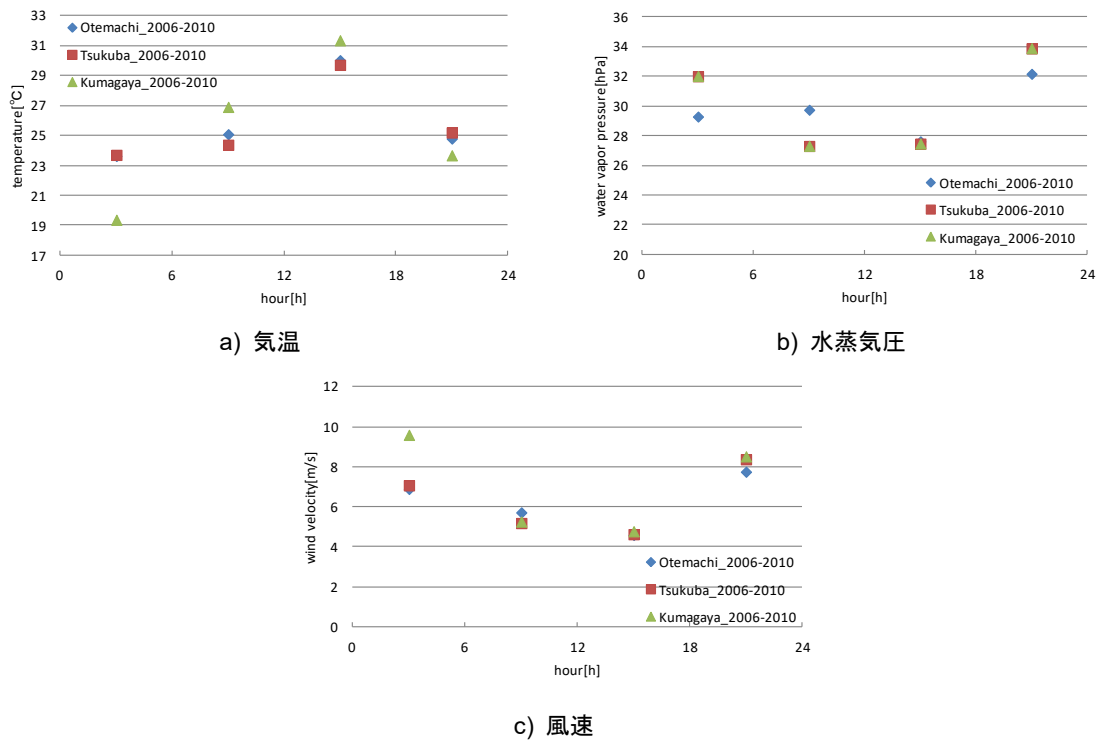 33
31
29
27
25
23
21
19
17
temperature[℃]
Otemachi_2006-2010
Tsukuba_2006-2010
Kumagaya_2006-2010
0 6 12 18 24
hour[h]
a) 気温
36
34
32
30
28
26
24
22
20
water vapor pressure[hPa]
Otemachi_2006-2010
Tsukuba_2006-2010
Kumagaya_2006-2010
0 6 12 18 24
hour[h]
b) 水蒸気圧
12
10
8
6
4
2
0
wind velocity[m/s]
Otemachi_2006-2010
Tsukuba_2006-2010
Kumagaya_2006-2010
0 6 12 18 24
hour[h]
c) 風速